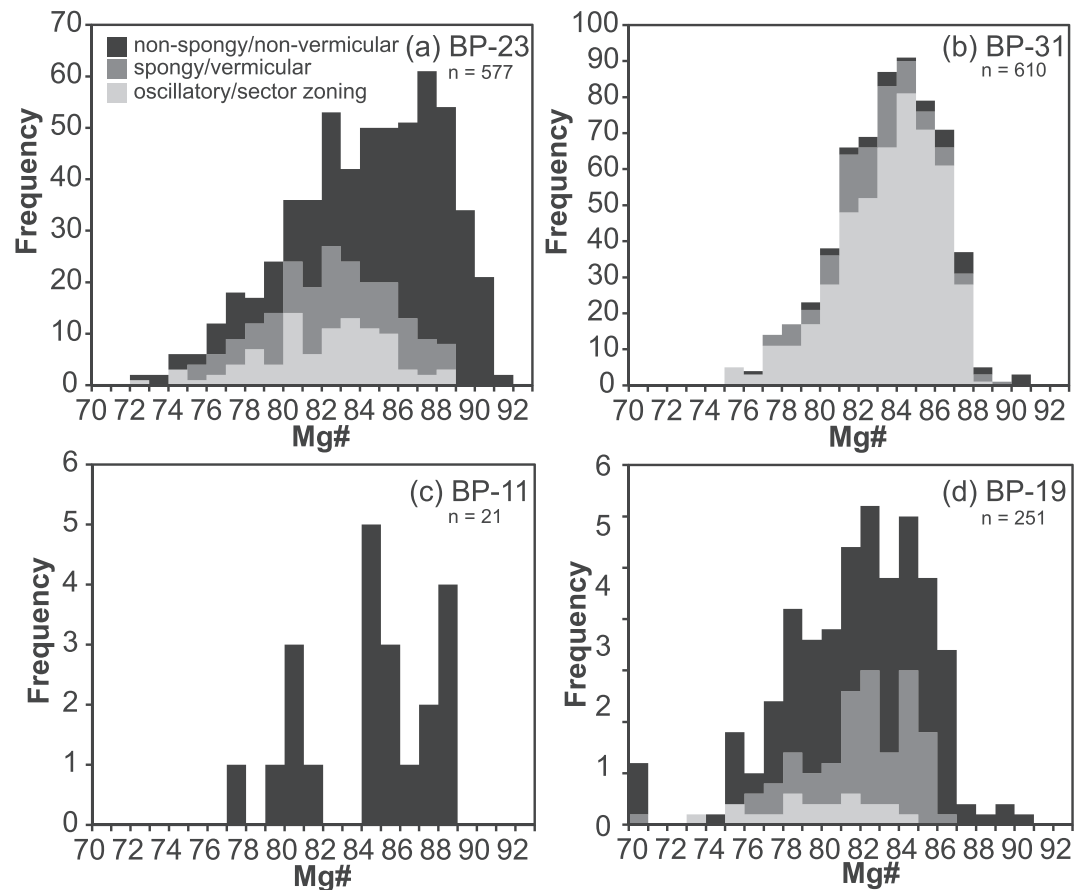 70
60
50
40
30
20
10
0
Frequency
non-spongy/non-vermicular
spongy/vermicular
oscillatory/sector zoning
(a) BP-23
n = 577
70 72 74 76 78 80 82 84 86 88 90 92
Mg#
100
90
80
70
60
50
40
30
20
10
0
Frequency
(b) BP-31
n = 610
70 72 74 76 78 80 82 84 86 88 90 92
Mg#
6
5
4
3
2
1
0
Frequency
(c) BP-11
n = 21
70 72 74 76 78 80 82 84 86 88 90 92
Mg#
6
5
4
3
2
1
0
Frequency
(d) BP-19
n = 251
70 72 74 76 78 80 82 84 86 88 90 92
Mg#